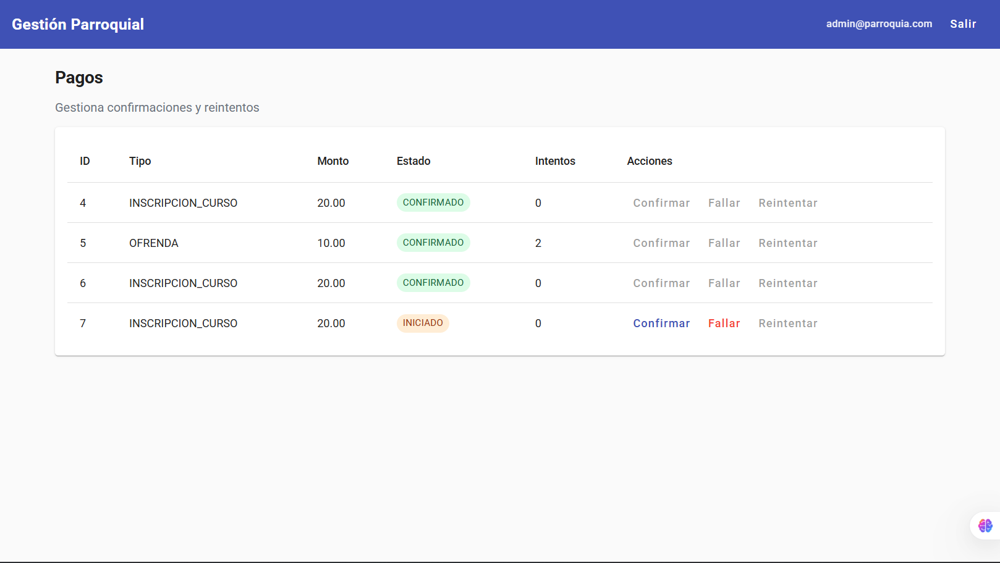 Gestión Parroquial admin@parroquia.com Salir
Pagos
Gestiona confirmaciones y reintentos
ID Tipo Monto Estado Intentos Acciones
4 INSCRIPCION_CURSO 20.00 CONFIRMADO 0 Confirmar Fallar Reintentar
5 OFRENDA 10.00 CONFIRMADO 2 Confirmar Fallar Reintentar
6 INSCRIPCION_CURSO 20.00 CONFIRMADO 0 Confirmar Fallar Reintentar
7 INSCRIPCION_CURSO 20.00 INICIADO 0 Confirmar Fallar Reintentar